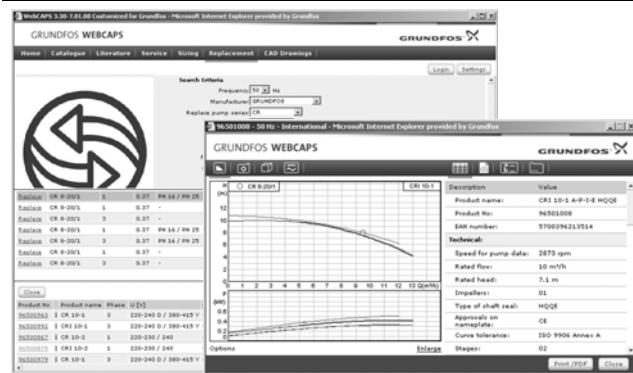 WebCAPS 3.30-7.81.08 Customized for Grundfos - Microsoft Internet Explorer provided by Grundfos
GRUNDFOS WEBCAPS
GRUNDFOS
Home Catalogue Literature Service Sizing Replacement CAD Drawings
Login Settings
Search Criteria
Frequency 50 Hz
Manufacturer GRUNDFOS
Replace pump series CR
Replace CR 8-20/1 1 0.37 PN 16 / PN 25
Replace CR 8-20/1 1 0.37 -
Replace CR 8-20/1 3 0.37 PN 16 / PN 25
Replace CR 8-20/1 1 0.37 PN 16 / PN 25
Replace CR 8-20/1 3 0.37 PN 16 / PN 25
Replace CR 8-20/1 3 0.37 -
Close
Product No Product name Phase U [V]
96500963 CR 10-1 3 220-240 D / 380-415 Y
96500992 CRI 10-1 3 220-240 D / 380-415 Y
96500867 CR 10-2 1 220-230 / 240
96500875 CRI 10-2 1 220-230 / 240
96500979 CR 10-1 3 220-240 D / 380-415 Y
96501008 - 50 Hz - International - Microsoft Internet Explorer provided by Grundfos
GRUNDFOS WEBCAPS
GRUNDFOS
H
(m)
CR 8-20/1
CRI 10-1
12
10
8
6
4
2
0
0 1 2 3 4 5 6 7 8 9 10 11 12 13 Q(m³/h)
P
(kW)
0.8
0.4
0.2
0
Options
Enlarge
Description Value
Product name: CRI 10-1 A-P-I-E HQQE
Product No: 96501008
EAN number: 5700396213514
Technical:
Speed for pump data: 2873 rpm
Rated flow: 10 m³/h
Rated head: 7.1 m
Impellers: 01
Type of shaft seal: HQQE
Approvals on nameplate: CE
Curve tolerance: ISO 9906 Annex A
Stages: 02
Print /PDF Close